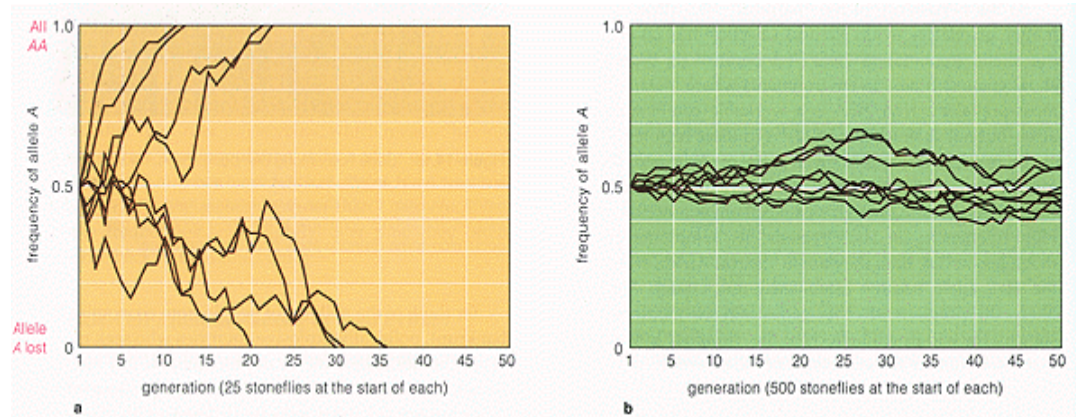 All
AA
1.0
0.5
0
Allele
A lost
frequency of allele A
1 5 10 15 20 25 30 35 40 45 50
generation (25 stoneflies at the start of each)
a
1.0
0.5
0
frequency of allele A
1 5 10 15 20 25 30 35 40 45 50
generation (500 stoneflies at the start of each)
b